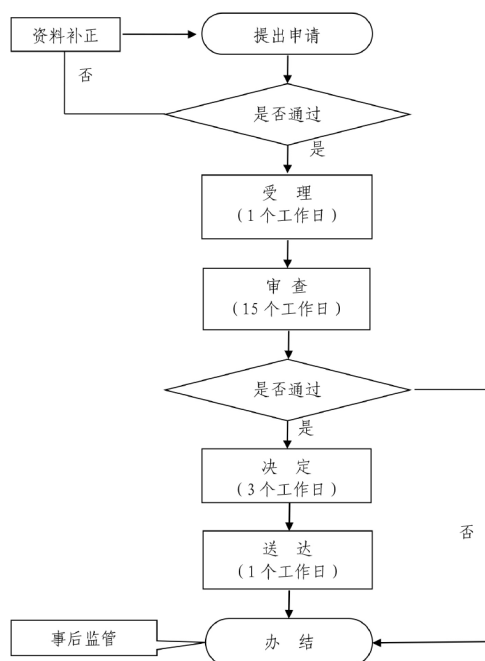 资料补正
提出申请
否
是否通过
是
受 理
(1个工作日)
审 查
(15个工作日)
是否通过
是
决 定
(3个工作日)
否
送 达
(1个工作日)
事后监管
办 结